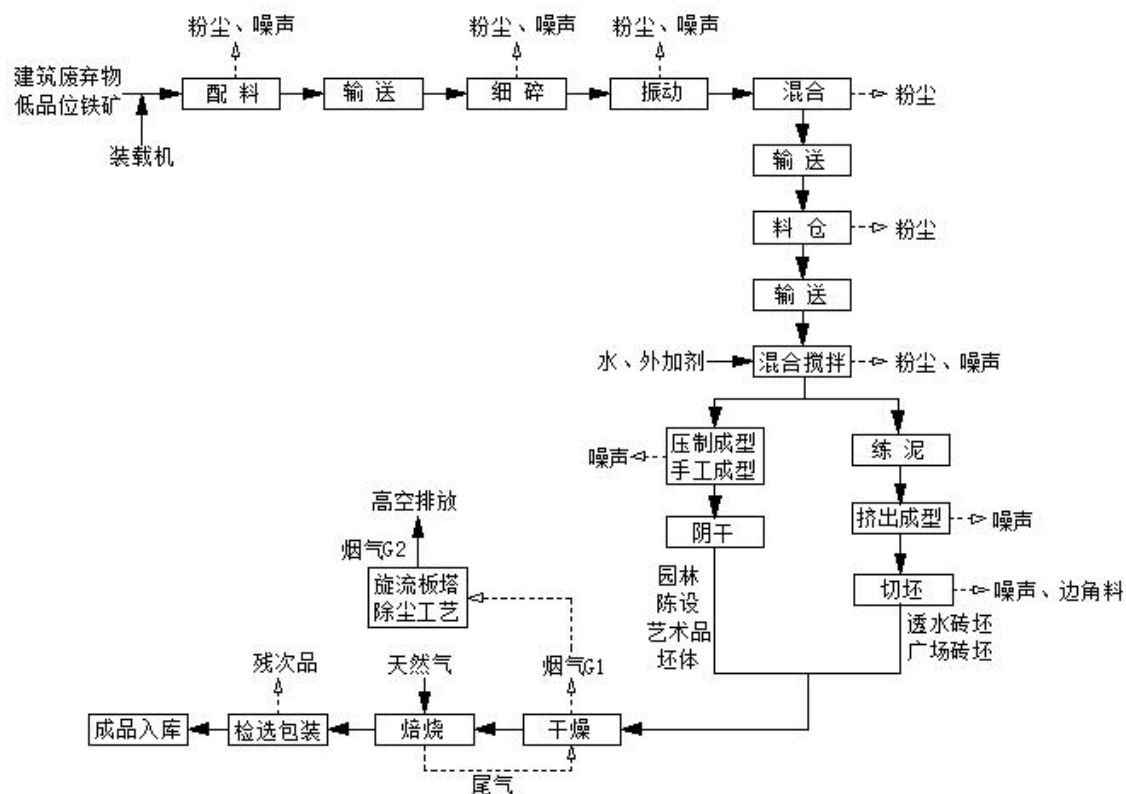 粉尘、噪声
粉尘、噪声
粉尘、噪声
建筑废弃物
低品位铁矿
配 料
输 送
细 碎
振动
混合
粉尘
装载机
输 送
料 仓
粉尘
输 送
水、外加剂
混合搅拌
粉尘、噪声
噪声
压制成型
手工成型
练 泥
高空排放
烟气G2
阴干
挤出成型
噪声
旋流板塔
除尘工艺
园林
陈设
艺术品
坯体
切坯
噪声、边角料
透水砖坯
广场砖坯
残次品
天然气
烟气G1
成品入库
检选包装
焙烧
干燥
尾气